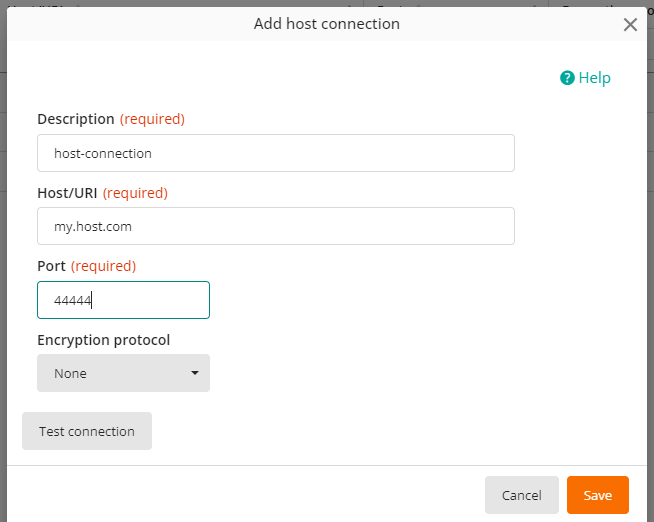 Add host connection
Help
Description (required)
host-connection
Host/URI (required)
my.host.com
Port (required)
44444
Encryption protocol
None
Test connection
Cancel
Save